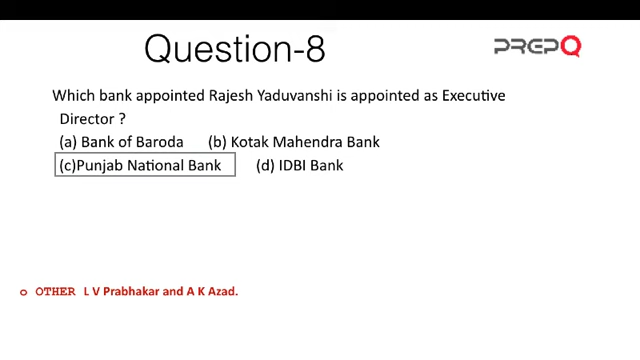 Question-8
PREPQ
Which bank appointed Rajesh Yaduvanshi is appointed as Executive
Director ?
(a) Bank of Baroda (b) Kotak Mahendra Bank
(c)Punjab National Bank (d) IDBI Bank
o OTHER L V Prabhakar and A K Azad.